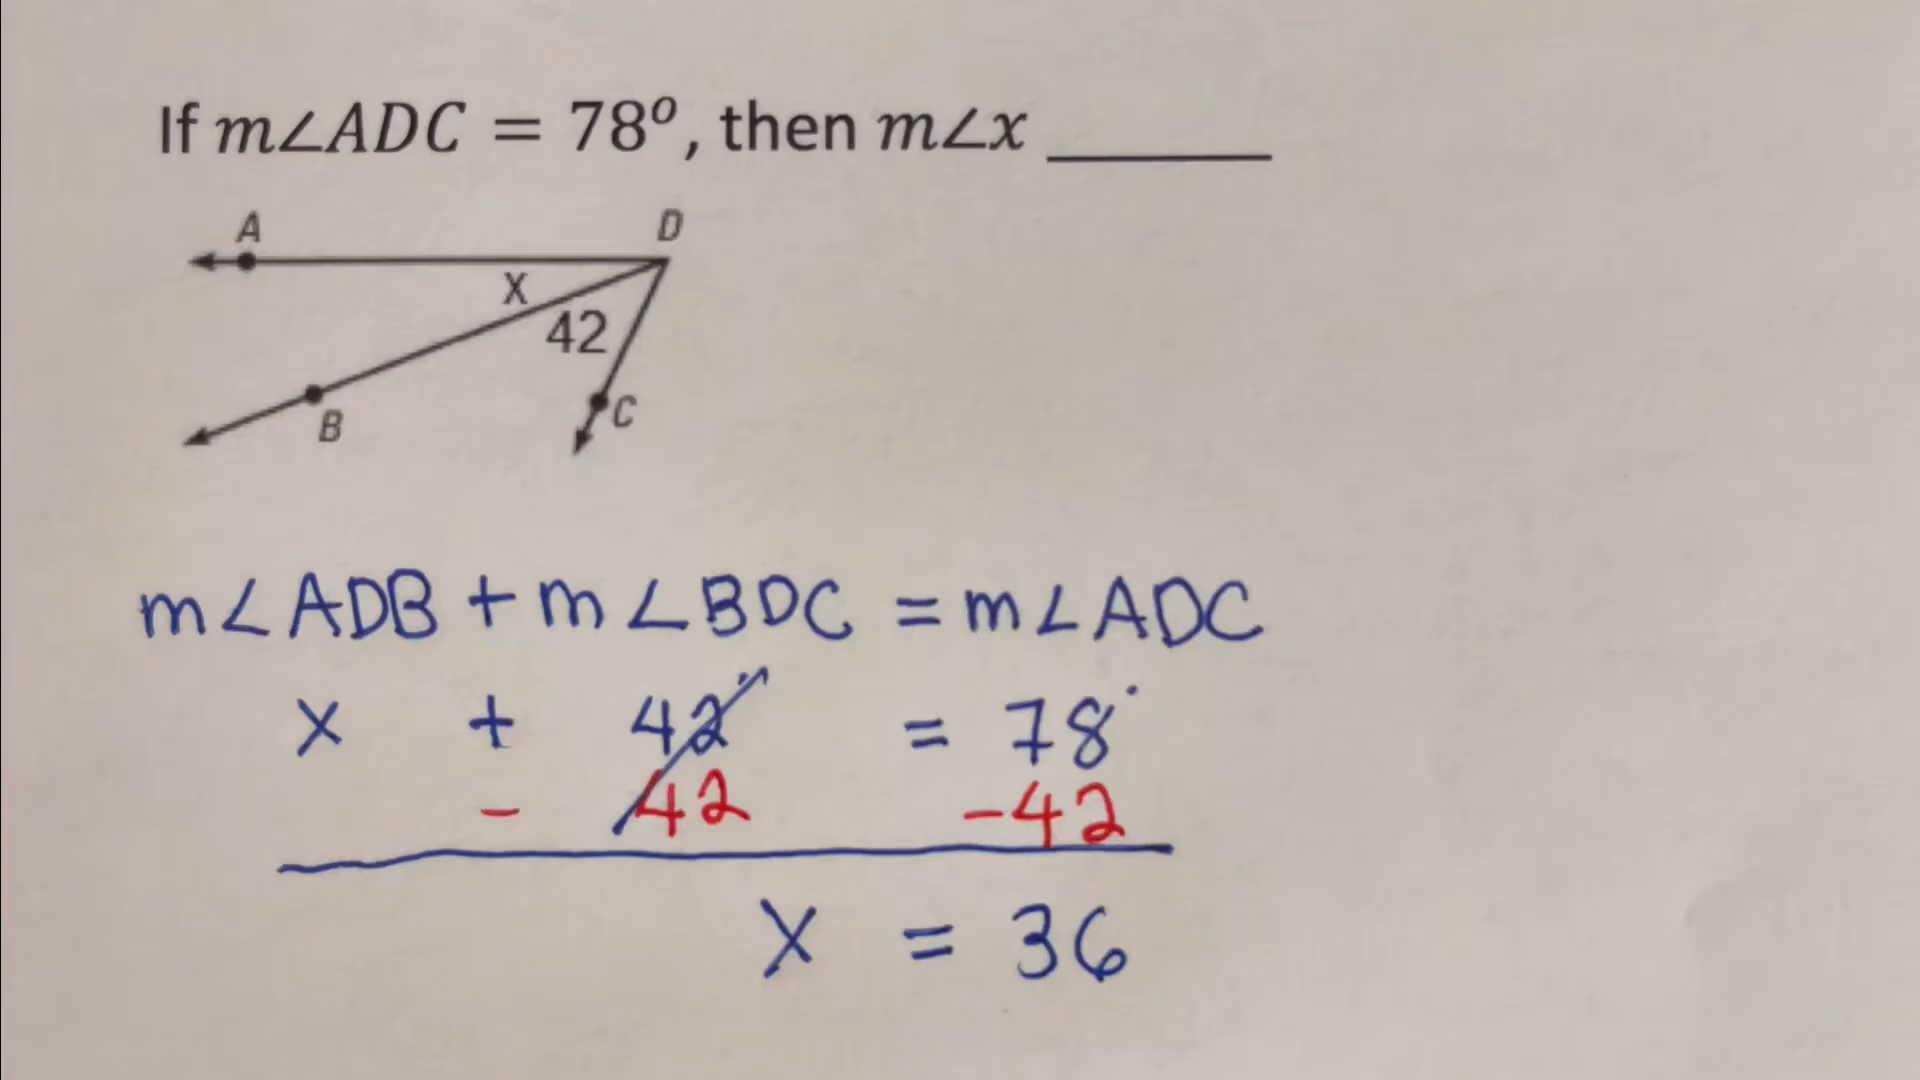 If m∠ADC = 78°, then m∠x ______
A
D
X
42
B
C
m∠ADB + m∠BDC = m∠ADC
x + 42° = 78°
- 42 -42
x = 36